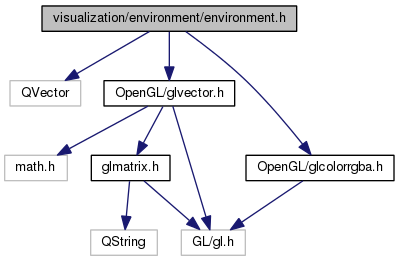 visualization/environment/environment.h
QVector
OpenGL/glvector.h
math.h
glmatrix.h
OpenGL/glcolorrgba.h
QString
GL/gl.h